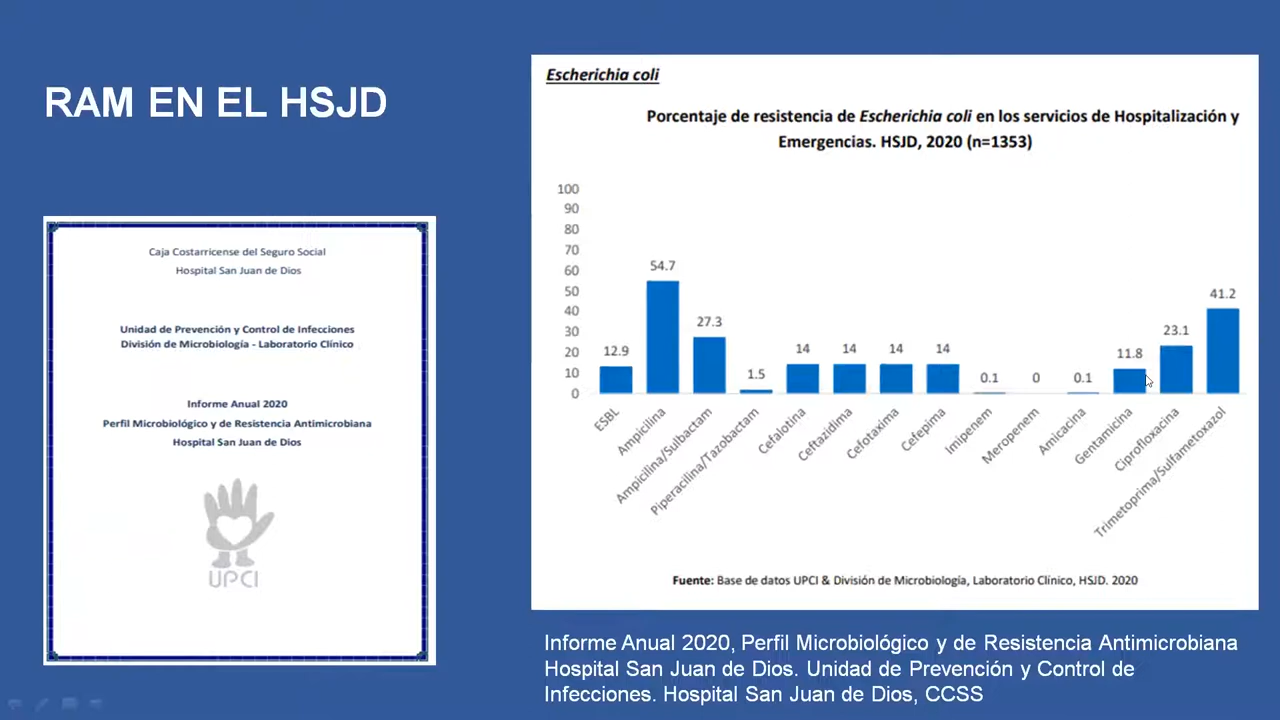 RAM EN EL HSJD
Caja Costarricense del Seguro Social
Hospital San Juan de Dios
Unidad de Prevención y Control de Infecciones
División de Microbiología - Laboratorio Clínico
Informe Anual 2020
Perfil Microbiológico y de Resistencia Antimicrobiana
Hospital San Juan de Dios
UPCI
Escherichia coli
Porcentaje de resistencia de Escherichia coli en los servicios de Hospitalización y
Emergencias. HSJD, 2020 (n=1353)
100
90
80
70
60
50
40
30
20
10
0
12.9
54.7
27.3
1.5
14
14
14
14
0.1
0
0.1
11.8
23.1
41.2
ESBL
Ampicilina
Ampicilina/Sulbactam
Piperacilina/Tazobactam
Cefalotina
Ceftazidima
Cefotaxima
Cefepima
Imipenem
Meropenem
Amicacina
Gentamicina
Ciprofloxacina
Trimetoprima/Sulfametoxazol
Fuente: Base de datos UPCI & División de Microbiología, Laboratorio Clínico, HSJD. 2020
Informe Anual 2020, Perfil Microbiológico y de Resistencia Antimicrobiana
Hospital San Juan de Dios. Unidad de Prevención y Control de
Infecciones. Hospital San Juan de Dios, CCSS